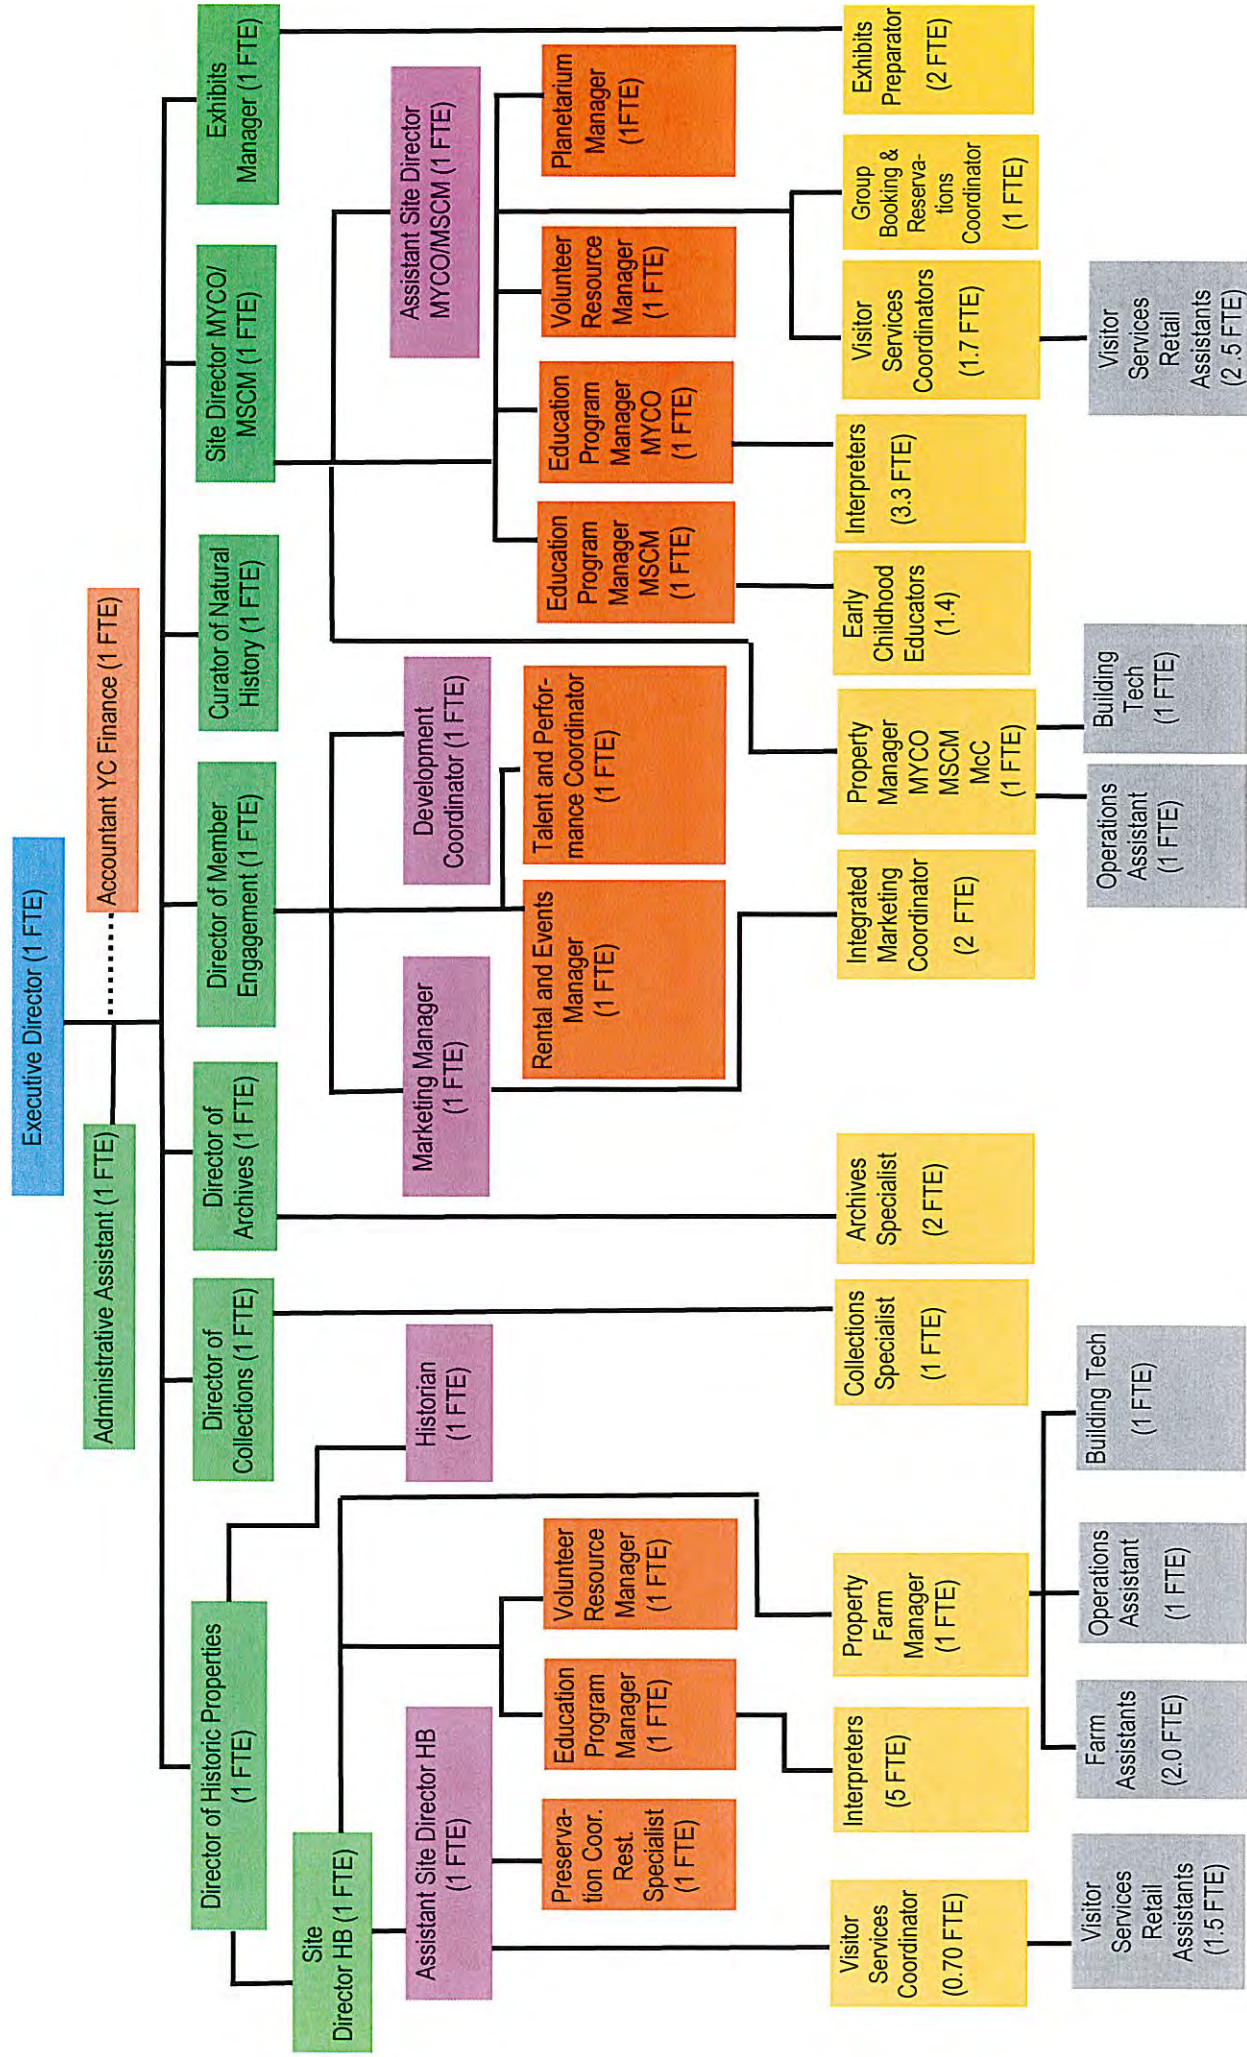 Executive Director (1 FTE)
Administrative Assistant (1 FTE)
Accountant YC Finance (1 FTE)
Director of Historic Properties
(1 FTE)
Director of
Collections (1 FTE)
Director of
Archives (1 FTE)
Director of Member
Engagement (1 FTE)
Curator of Natural
History (1 FTE)
Site Director MYCO/
MSCM (1 FTE)
Exhibits
Manager (1 FTE)
Site
Director HB (1 FTE)
Assistant Site Director HB
(1 FTE)
Historian
(1 FTE)
Marketing Manager
(1 FTE)
Development
Coordinator (1 FTE)
Assistant Site Director
MYCO/MSCM (1 FTE)
Preserva-
tion Coor.
Rest.
Specialist
(1 FTE)
Education
Program
Manager
(1 FTE)
Volunteer
Resource
Manager
(1 FTE)
Rental and Events
Manager
(1 FTE)
Talent and Perfor-
mance Coordinator
(1 FTE)
Education
Program
Manager
MSCM
(1 FTE)
Education
Program
Manager
MYCO
(1 FTE)
Volunteer
Resource
Manager
(1 FTE)
Planetarium
Manager
(1FTE)
Visitor
Services
Coordinator
(0.70 FTE)
Interpreters
(5 FTE)
Property
Farm
Manager
(1 FTE)
Collections
Specialist
(1 FTE)
Archives
Specialist
(2 FTE)
Integrated
Marketing
Coordinator
(2 FTE)
Property
Manager
MYCO
MSCM
McC
(1 FTE)
Early
Childhood
Educators
(1.4)
Interpreters
(3.3 FTE)
Visitor
Services
Coordinators
(1.7 FTE)
Group
Booking &
Reserva-
tions
Coordinator
(1 FTE)
Exhibits
Preparator
(2 FTE)
Visitor
Services
Retail
Assistants
(1.5 FTE)
Farm
Assistants
(2.0 FTE)
Operations
Assistant
(1 FTE)
Building Tech
(1 FTE)
Operations
Assistant
(1 FTE)
Building
Tech
(1 FTE)
Visitor
Services
Retail
Assistants
(2 .5 FTE)